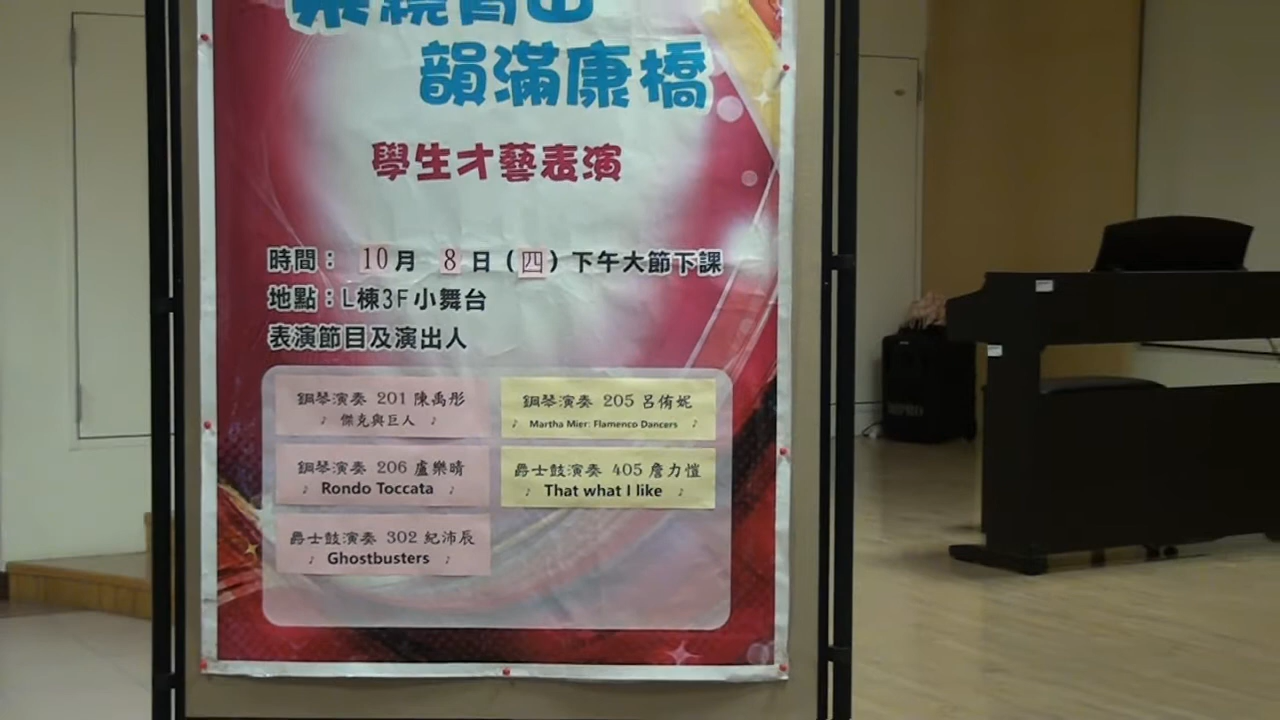 韻滿康橋
學生才藝表演
時間： 10月 8日（四）下午大節下課
地點：L棟3F小舞台
表演節目及演出人
鋼琴演奏 201 陳禹彤
♪ 傑克與巨人 ♪
鋼琴演奏 205 呂侑妮
♪ Martha Mier: Flamenco Dancers ♪
鋼琴演奏 206 盧樂晴
♪ Rondo Toccata ♪
爵士鼓演奏 405 詹力愷
♪ That what I like ♪
爵士鼓演奏 302 紀沛辰
♪ Ghostbusters ♪